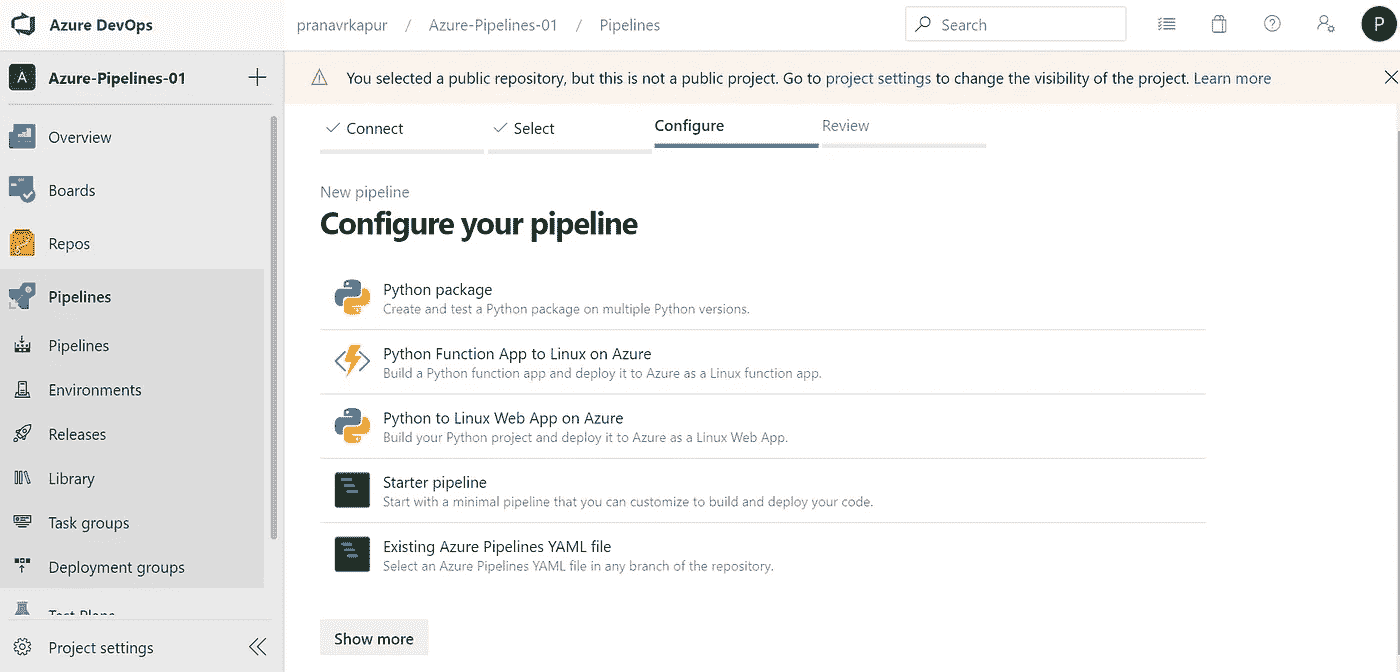 Azure DevOps
pranavrkapur / Azure-Pipelines-01 / Pipelines
Search
P
A
Azure-Pipelines-01
Overview
Boards
Repos
Pipelines
Pipelines
Environments
Releases
Library
Task groups
Deployment groups
Test Plans
Project settings
You selected a public repository, but this is not a public project. Go to project settings to change the visibility of the project. Learn more
Connect
Select
Configure
Review
New pipeline
Configure your pipeline
Python package
Create and test a Python package on multiple Python versions.
Python Function App to Linux on Azure
Build a Python function app and deploy it to Azure as a Linux function app.
Python to Linux Web App on Azure
Build your Python project and deploy it to Azure as a Linux Web App.
Starter pipeline
Start with a minimal pipeline that you can customize to build and deploy your code.
Existing Azure Pipelines YAML file
Select an Azure Pipelines YAML file in any branch of the repository.
Show more